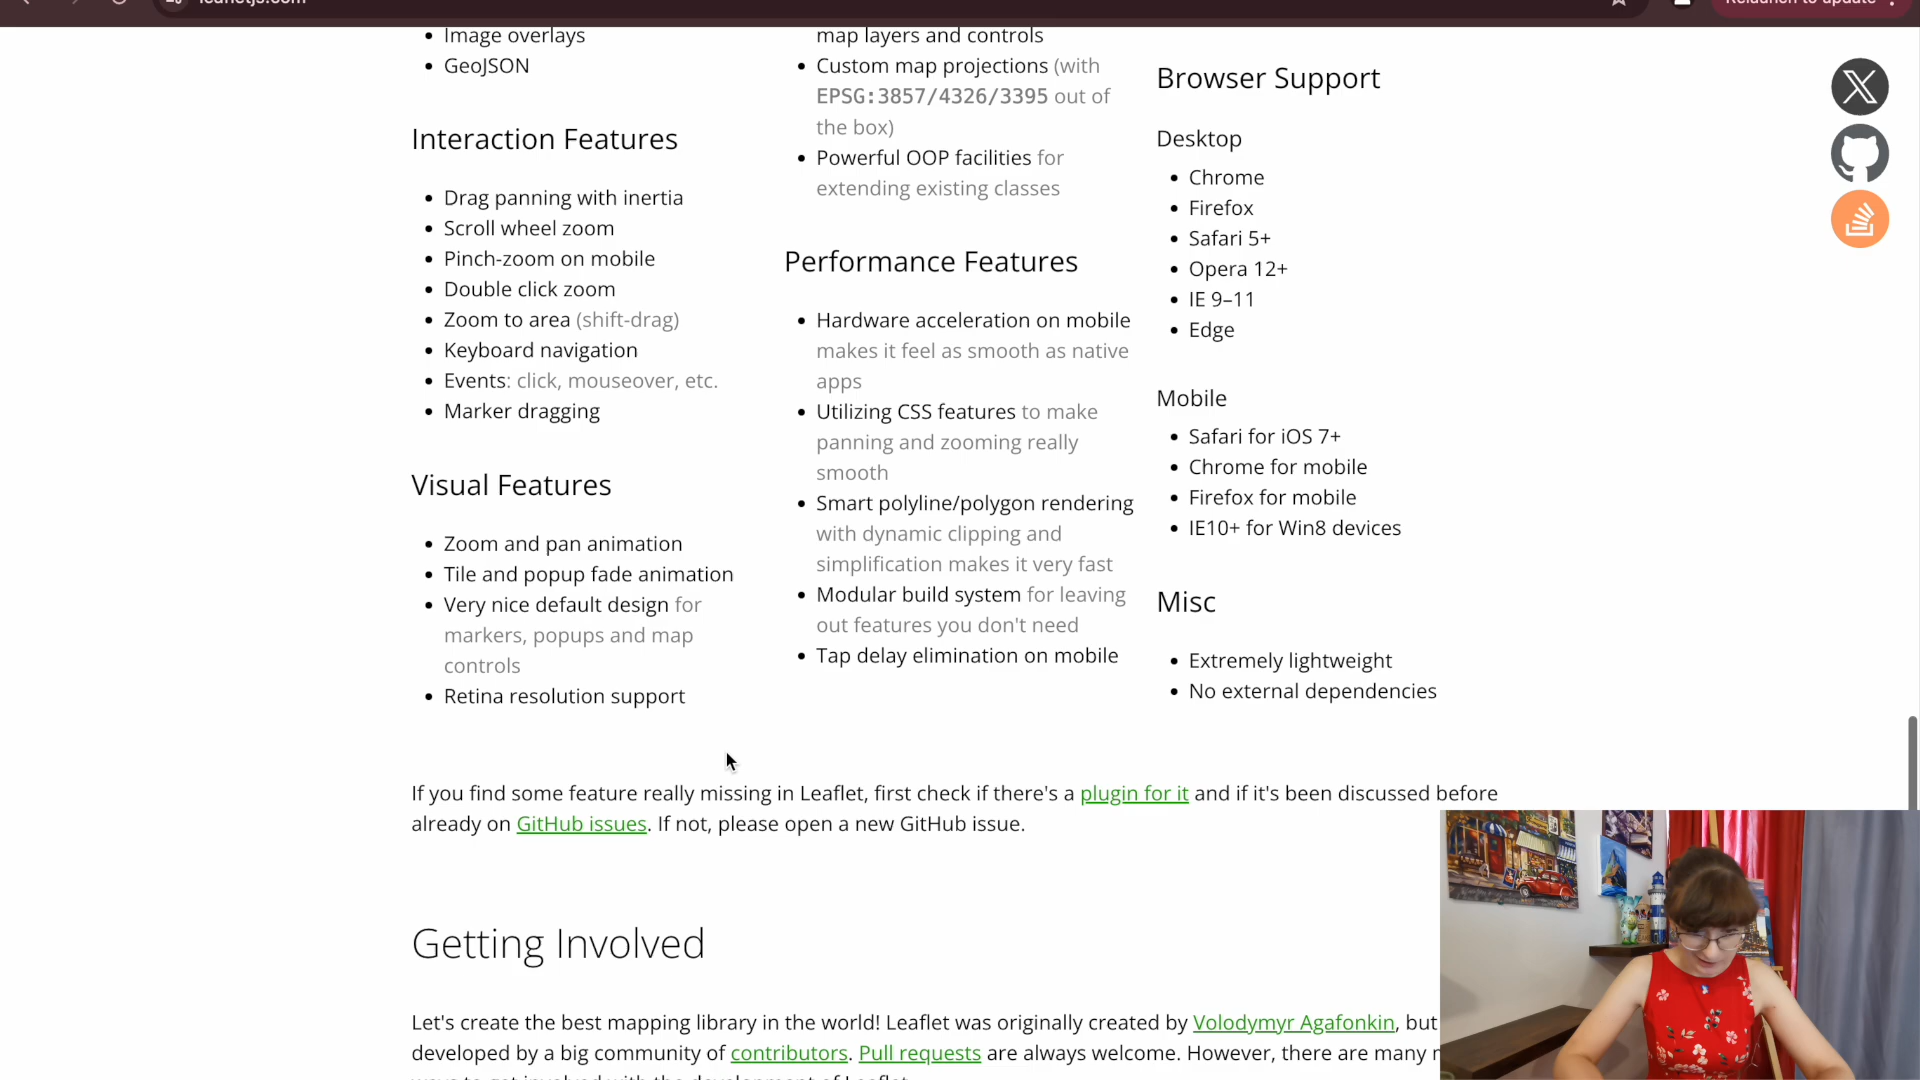 Image overlays
GeoJSON
Interaction Features
Drag panning with inertia
Scroll wheel zoom
Pinch-zoom on mobile
Double click zoom
Zoom to area (shift-drag)
Keyboard navigation
Events: click, mouseover, etc.
Marker dragging
Visual Features
Zoom and pan animation
Tile and popup fade animation
Very nice default design for
markers, popups and map
controls
Retina resolution support
map layers and controls
Custom map projections (with
EPSG:3857/4326/3395 out of
the box)
Powerful OOP facilities for
extending existing classes
Performance Features
Hardware acceleration on mobile
makes it feel as smooth as native
apps
Utilizing CSS features to make
panning and zooming really
smooth
Smart polyline/polygon rendering
with dynamic clipping and
simplification makes it very fast
Modular build system for leaving
out features you don't need
Tap delay elimination on mobile
Browser Support
Desktop
Chrome
Firefox
Safari 5+
Opera 12+
IE 9–11
Edge
Mobile
Safari for iOS 7+
Chrome for mobile
Firefox for mobile
IE10+ for Win8 devices
Misc
Extremely lightweight
No external dependencies
If you find some feature really missing in Leaflet, first check if there's a plugin for it and if it's been discussed before
already on GitHub issues. If not, please open a new GitHub issue.
Getting Involved
Let's create the best mapping library in the world! Leaflet was originally created by Volodymyr Agafonkin, but
developed by a big community of contributors. Pull requests are always welcome. However, there are many